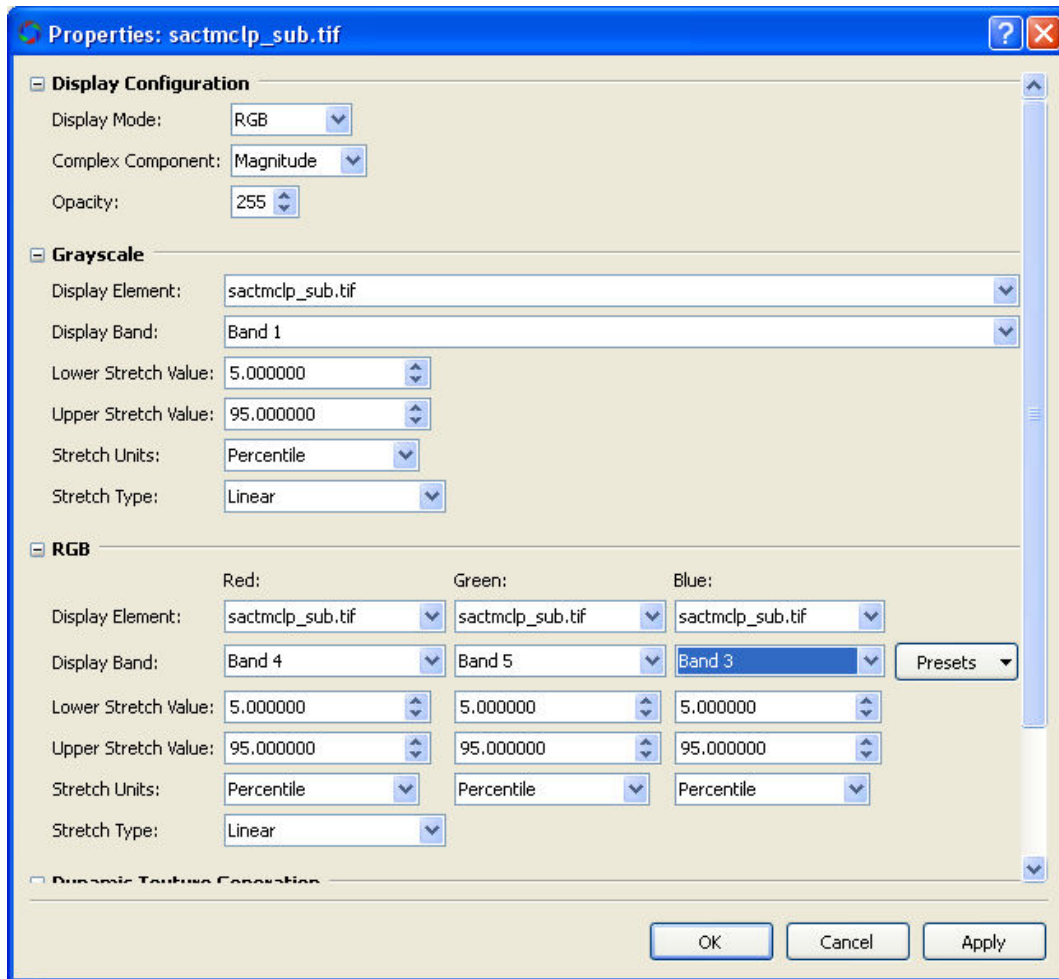 Properties: sactmclp_sub.tif
Display Configuration
Display Mode: RGB
Complex Component: Magnitude
Opacity: 255
Grayscale
Display Element: sactmclp_sub.tif
Display Band: Band 1
Lower Stretch Value: 5.000000
Upper Stretch Value: 95.000000
Stretch Units: Percentile
Stretch Type: Linear
RGB
Red: Green: Blue:
Display Element: sactmclp_sub.tif sactmclp_sub.tif sactmclp_sub.tif
Display Band: Band 4 Band 5 Band 3 Presets
Lower Stretch Value: 5.000000 5.000000 5.000000
Upper Stretch Value: 95.000000 95.000000 95.000000
Stretch Units: Percentile Percentile Percentile
Stretch Type: Linear
Dynamic Texture Generation
OK Cancel Apply